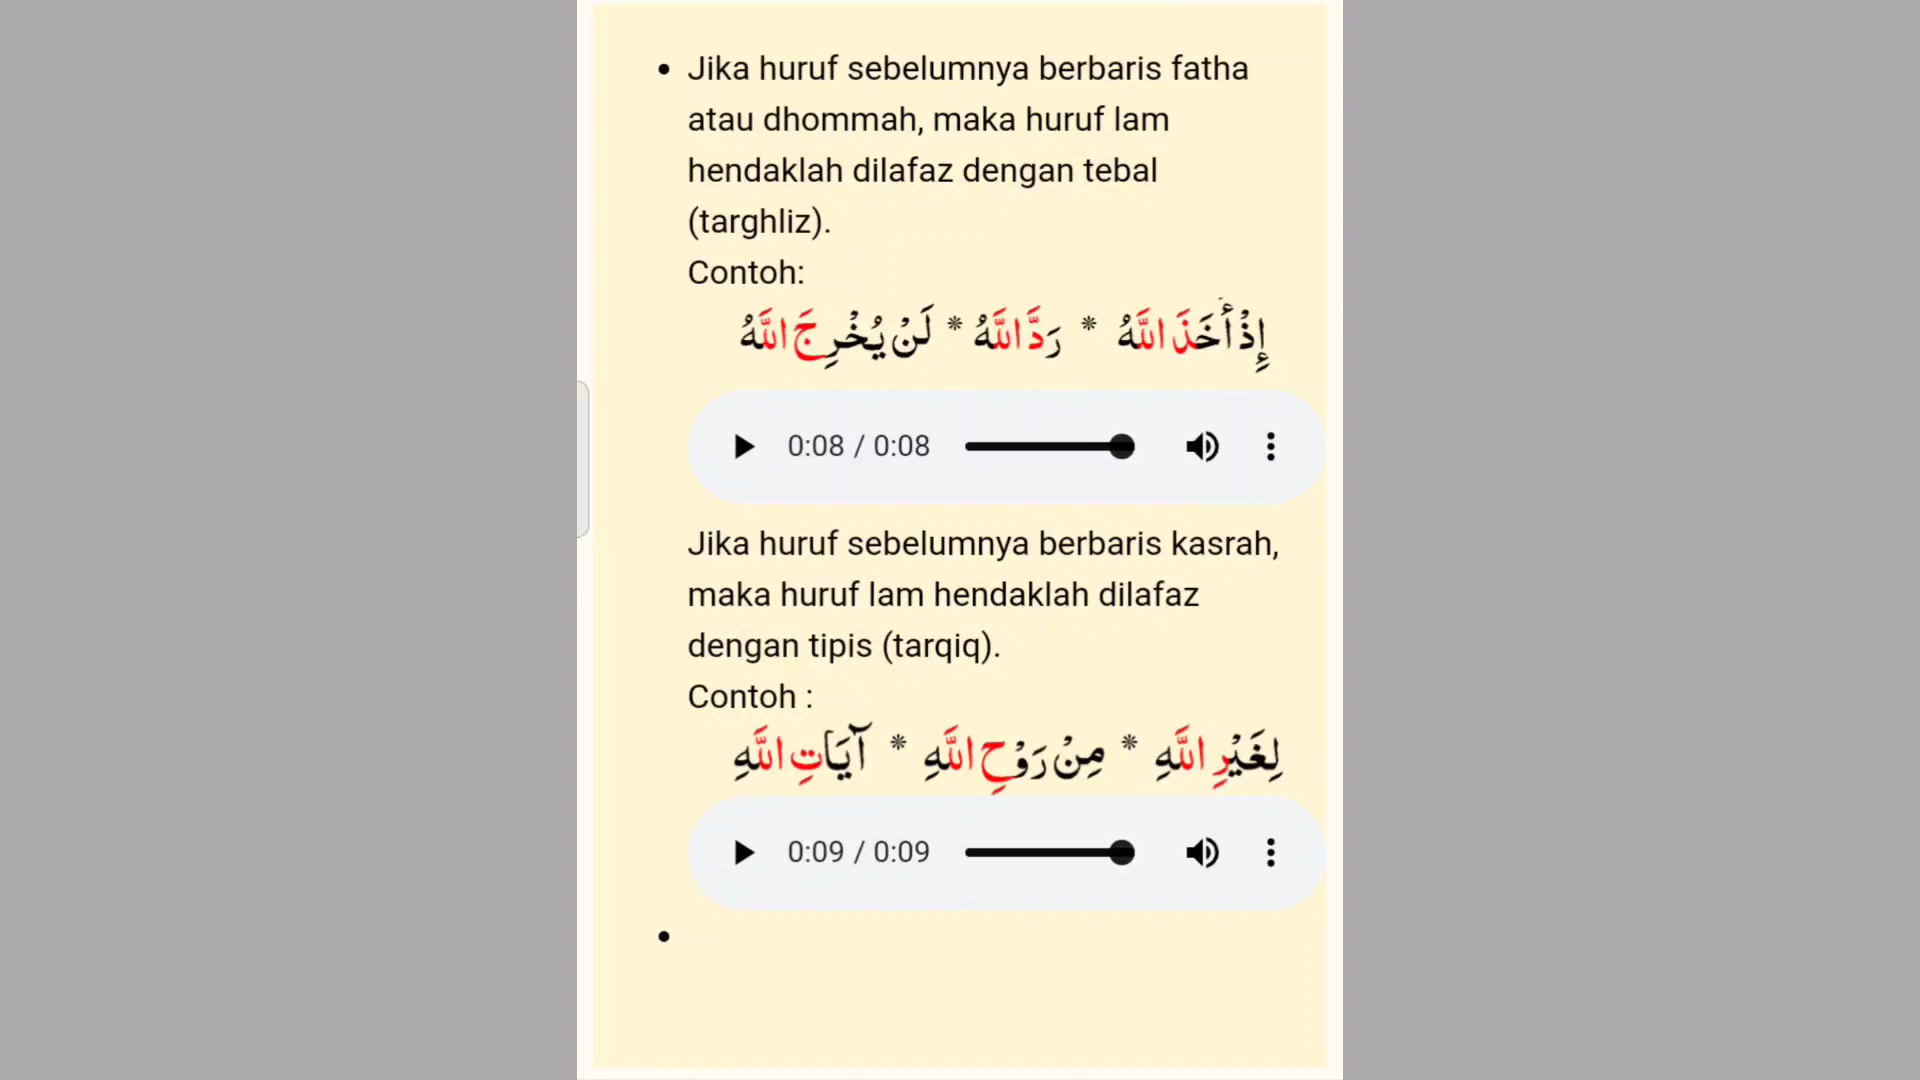 • Jika huruf sebelumnya berbaris fatha
atau dhommah, maka huruf lam
hendaklah dilafaz dengan tebal
(targhliz).
Contoh:
إِذْ أَخَذَ اللَّهُ * رَدَّ اللَّهُ * لَنْ يُخْرِجَ اللَّهُ
0:08 / 0:08
Jika huruf sebelumnya berbaris kasrah,
maka huruf lam hendaklah dilafaz
dengan tipis (tarqiq).
Contoh :
لِغَيْرِ اللَّهِ * مِنْ رَوْحِ اللَّهِ * آيَاتِ اللَّهِ
0:09 / 0:09
•